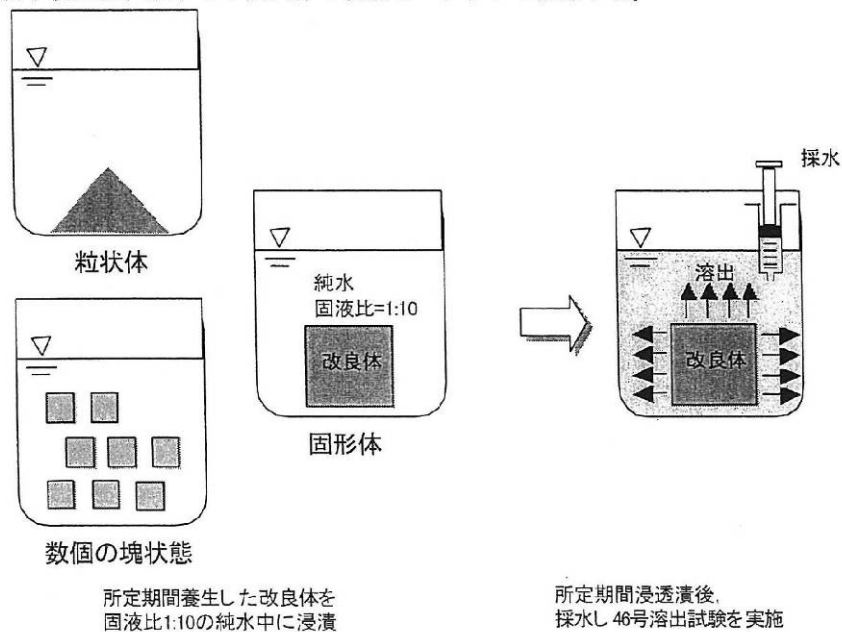 粒状体
数個の塊状態
純水
固液比=1:10
改良体
固形体
採水
溶出
改良体
所定期間養生した改良体を
固液比1:10の純水中に浸漬
所定期間浸透漬後,
採水し46号溶出試験を実施